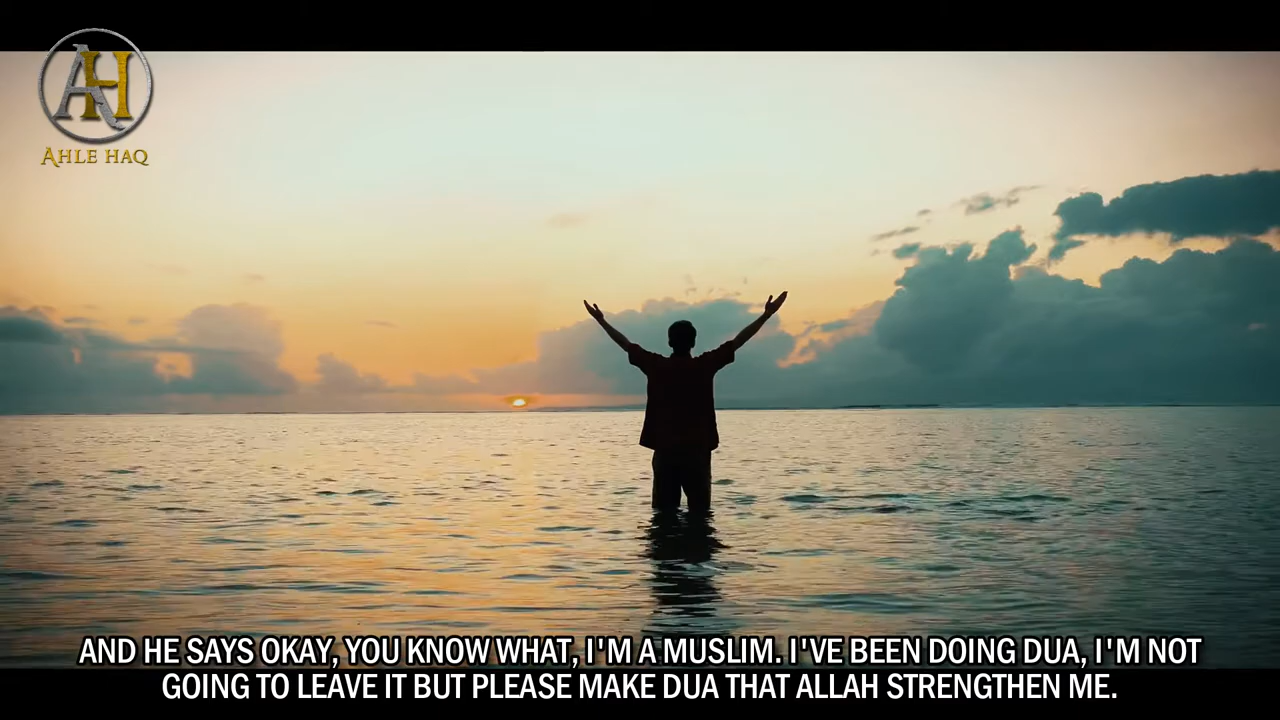 AH
AHLE HAQ
AND HE SAYS OKAY, YOU KNOW WHAT, I'M A MUSLIM. I'VE BEEN DOING DUA, I'M NOT
GOING TO LEAVE IT BUT PLEASE MAKE DUA THAT ALLAH STRENGTHEN ME.